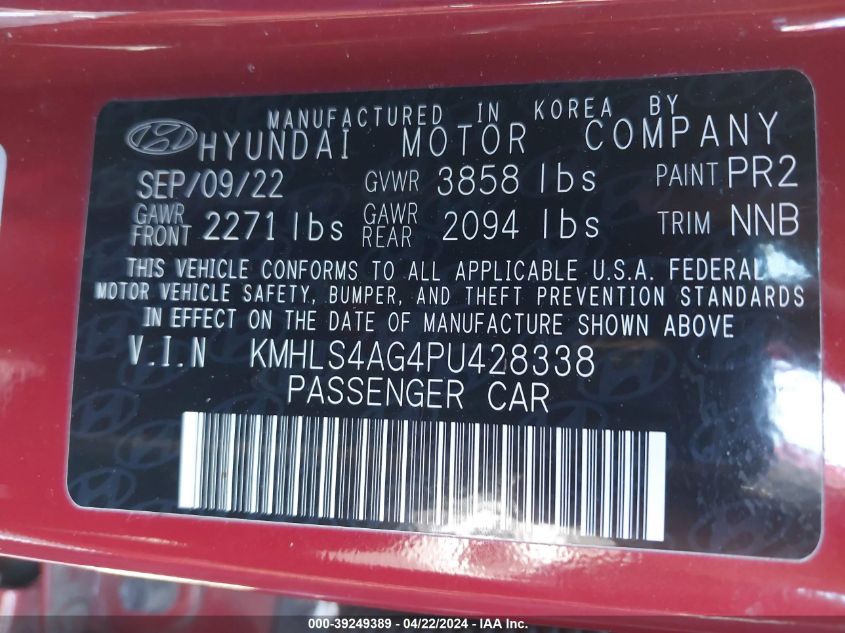 MANUFACTURED IN KOREA BY
HYUNDAI MOTOR COMPANY
SEP/09/22 GVWR 3858 lbs PAINT PR2
GAWR FRONT 2271 lbs GAWR REAR 2094 lbs TRIM NNB
THIS VEHICLE CONFORMS TO ALL APPLICABLE U.S.A. FEDERAL
MOTOR VEHICLE SAFETY, BUMPER, AND THEFT PREVENTION STANDARDS
IN EFFECT ON THE DATE OF MANUFACTURE SHOWN ABOVE
V.I.N KMHLS4AG4PU428338
PASSENGER CAR
000-39249389 - 04/22/2024 - IAA Inc.